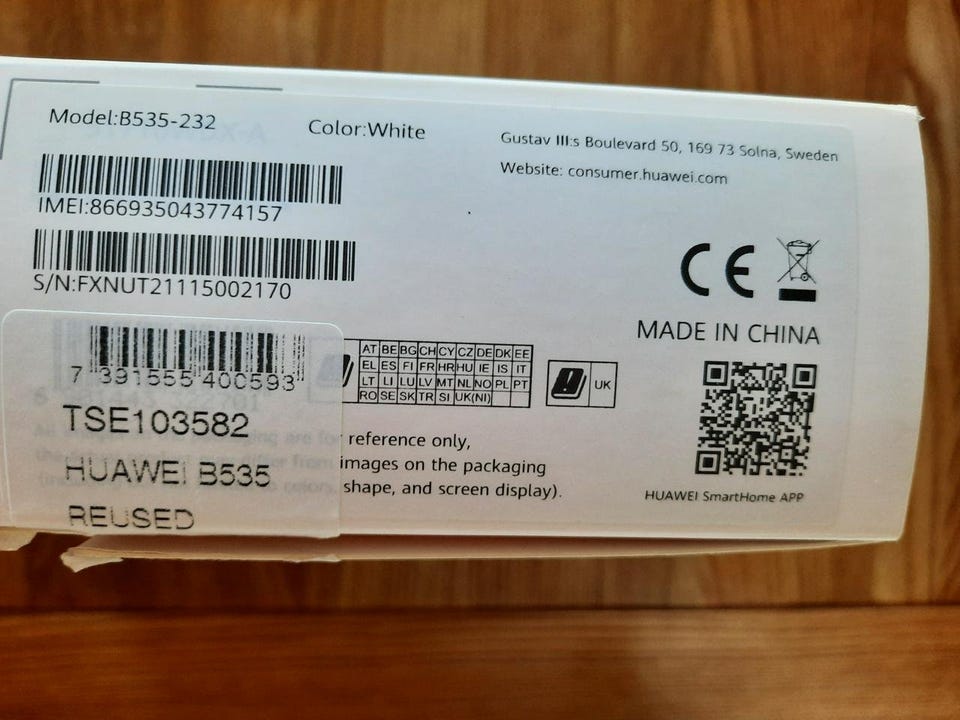 Model:B535-232
Color:White
Gustav III:s Boulevard 50, 169 73 Solna, Sweden
Website: consumer.huawei.com
IMEI:866935043774157
S/N:FXNUT21115002170
CE
MADE IN CHINA
7 391555 400593
TSE103582
HUAWEI B535
REUSED
AT BE BG CH CY CZ DE DK EE
EL ES FI FR HR HU IE IS IT
LT LI LU LV MT NL NO PL PT
RO SE SK TR SI UK(NI)
UK
reference only,
images on the packaging
shape, and screen display).
HUAWEI SmartHome APP